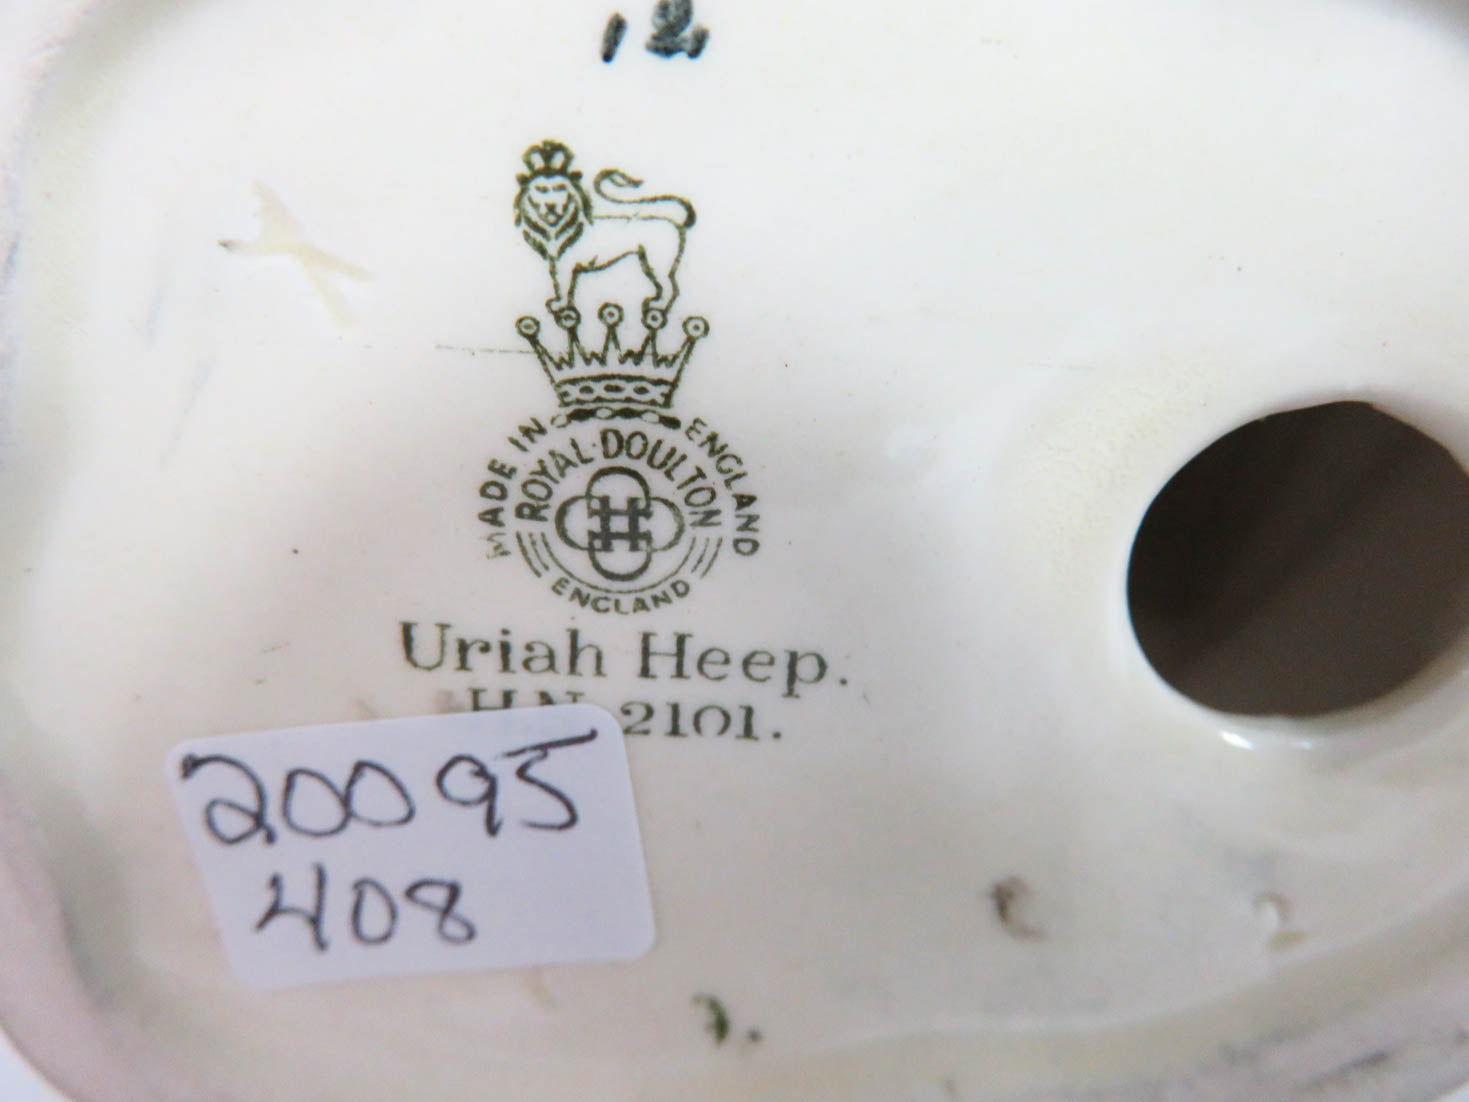 12
MADE IN ENGLAND
ROYAL·DOULTON
ENGLAND
Uriah Heep.
H.N. 2101.
20095
408